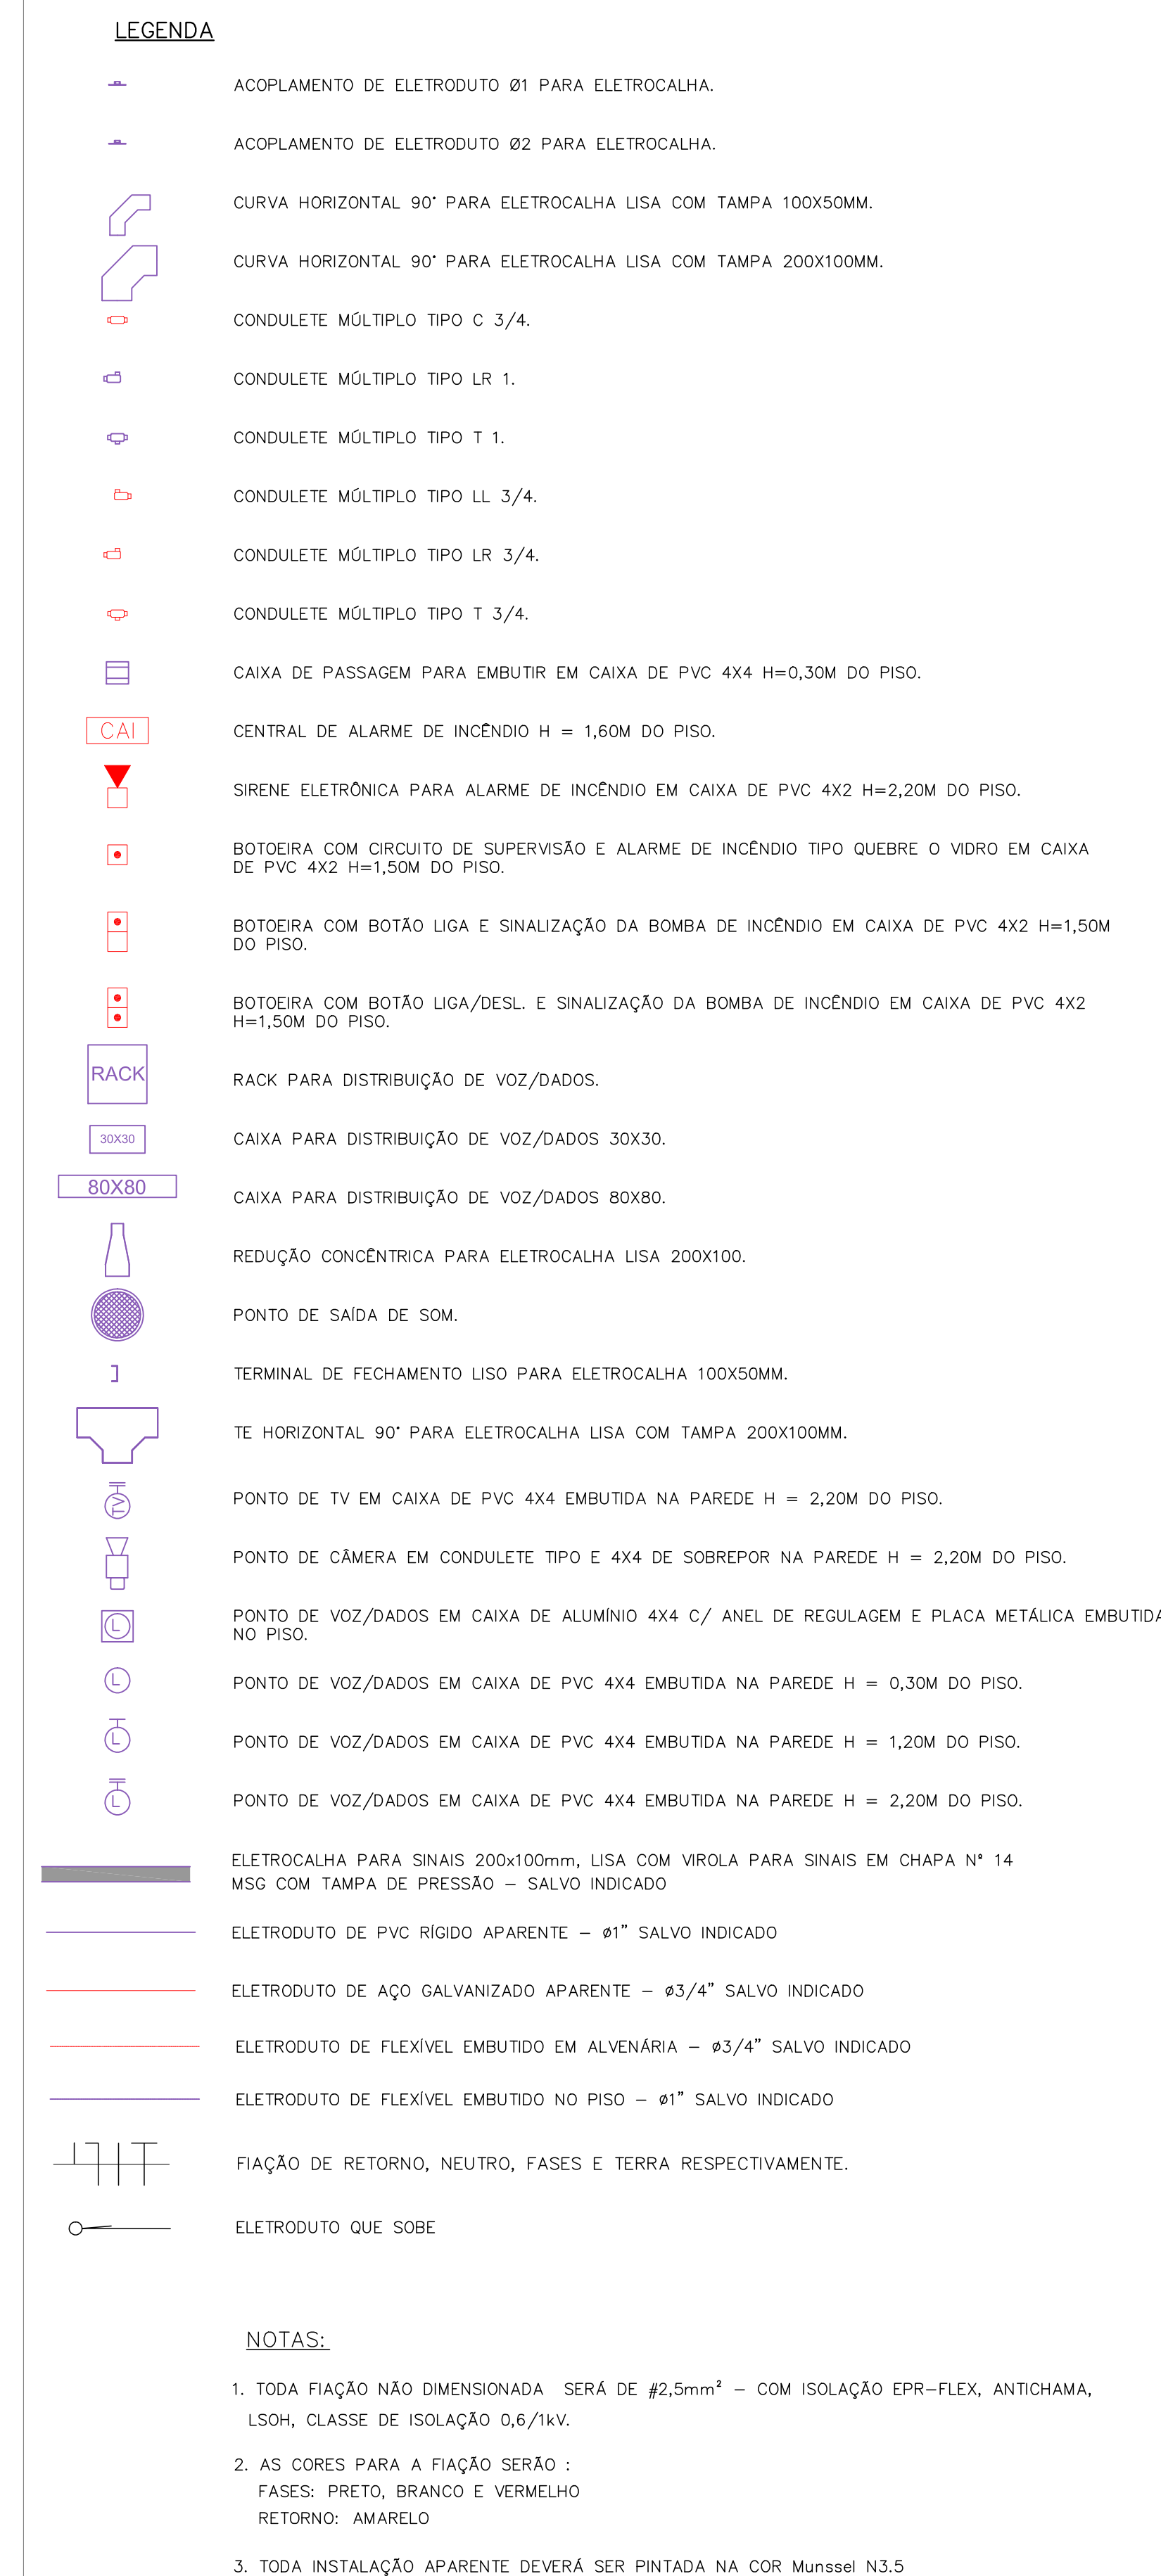 LEGENDA
ACOPLAMENTO DE ELETRODUTO Ø1 PARA ELETROCALHA.
ACOPLAMENTO DE ELETRODUTO Ø2 PARA ELETROCALHA.
CURVA HORIZONTAL 90° PARA ELETROCALHA LISA COM TAMPA 100X50MM.
CURVA HORIZONTAL 90° PARA ELETROCALHA LISA COM TAMPA 200X100MM.
CONDULETE MÚLTIPLO TIPO C 3/4.
CONDULETE MÚLTIPLO TIPO LR 1.
CONDULETE MÚLTIPLO TIPO T 1.
CONDULETE MÚLTIPLO TIPO LL 3/4.
CONDULETE MÚLTIPLO TIPO LR 3/4.
CONDULETE MÚLTIPLO TIPO T 3/4.
CAIXA DE PASSAGEM PARA EMBUTIR EM CAIXA DE PVC 4X4 H=0,30M DO PISO.
CAI CENTRAL DE ALARME DE INCÊNDIO H = 1,60M DO PISO.
SIRENE ELETRÔNICA PARA ALARME DE INCÊNDIO EM CAIXA DE PVC 4X2 H=2,20M DO PISO.
BOTOEIRA COM CIRCUITO DE SUPERVISÃO E ALARME DE INCÊNDIO TIPO QUEBRE O VIDRO EM CAIXA
DE PVC 4X2 H=1,50M DO PISO.
BOTOEIRA COM BOTÃO LIGA E SINALIZAÇÃO DA BOMBA DE INCÊNDIO EM CAIXA DE PVC 4X2 H=1,50M
DO PISO.
BOTOEIRA COM BOTÃO LIGA/DESL. E SINALIZAÇÃO DA BOMBA DE INCÊNDIO EM CAIXA DE PVC 4X2
H=1,50M DO PISO.
RACK RACK PARA DISTRIBUIÇÃO DE VOZ/DADOS.
30X30 CAIXA PARA DISTRIBUIÇÃO DE VOZ/DADOS 30X30.
80X80 CAIXA PARA DISTRIBUIÇÃO DE VOZ/DADOS 80X80.
REDUÇÃO CONCÊNTRICA PARA ELETROCALHA LISA 200X100.
PONTO DE SAÍDA DE SOM.
TERMINAL DE FECHAMENTO LISO PARA ELETROCALHA 100X50MM.
TE HORIZONTAL 90° PARA ELETROCALHA LISA COM TAMPA 200X100MM.
TV PONTO DE TV EM CAIXA DE PVC 4X4 EMBUTIDA NA PAREDE H = 2,20M DO PISO.
PONTO DE CÂMERA EM CONDULETE TIPO E 4X4 DE SOBREPOR NA PAREDE H = 2,20M DO PISO.
L PONTO DE VOZ/DADOS EM CAIXA DE ALUMÍNIO 4X4 C/ ANEL DE REGULAGEM E PLACA METÁLICA EMBUTIDA
NO PISO.
L PONTO DE VOZ/DADOS EM CAIXA DE PVC 4X4 EMBUTIDA NA PAREDE H = 0,30M DO PISO.
L PONTO DE VOZ/DADOS EM CAIXA DE PVC 4X4 EMBUTIDA NA PAREDE H = 1,20M DO PISO.
L PONTO DE VOZ/DADOS EM CAIXA DE PVC 4X4 EMBUTIDA NA PAREDE H = 2,20M DO PISO.
ELETROCALHA PARA SINAIS 200x100mm, LISA COM VIROLA PARA SINAIS EM CHAPA Nº 14
MSG COM TAMPA DE PRESSÃO – SALVO INDICADO
ELETRODUTO DE PVC RÍGIDO APARENTE – ø1" SALVO INDICADO
ELETRODUTO DE AÇO GALVANIZADO APARENTE – ø3/4" SALVO INDICADO
ELETRODUTO DE FLEXÍVEL EMBUTIDO EM ALVENÁRIA – ø3/4" SALVO INDICADO
ELETRODUTO DE FLEXÍVEL EMBUTIDO NO PISO – ø1" SALVO INDICADO
FIAÇÃO DE RETORNO, NEUTRO, FASES E TERRA RESPECTIVAMENTE.
ELETRODUTO QUE SOBE
NOTAS:
1. TODA FIAÇÃO NÃO DIMENSIONADA SERÁ DE #2,5mm² – COM ISOLAÇÃO EPR–FLEX, ANTICHAMA,
LSOH, CLASSE DE ISOLAÇÃO 0,6/1kV.
2. AS CORES PARA A FIAÇÃO SERÃO :
FASES: PRETO, BRANCO E VERMELHO
RETORNO: AMARELO
3. TODA INSTALAÇÃO APARENTE DEVERÁ SER PINTADA NA COR Munssel N3.5